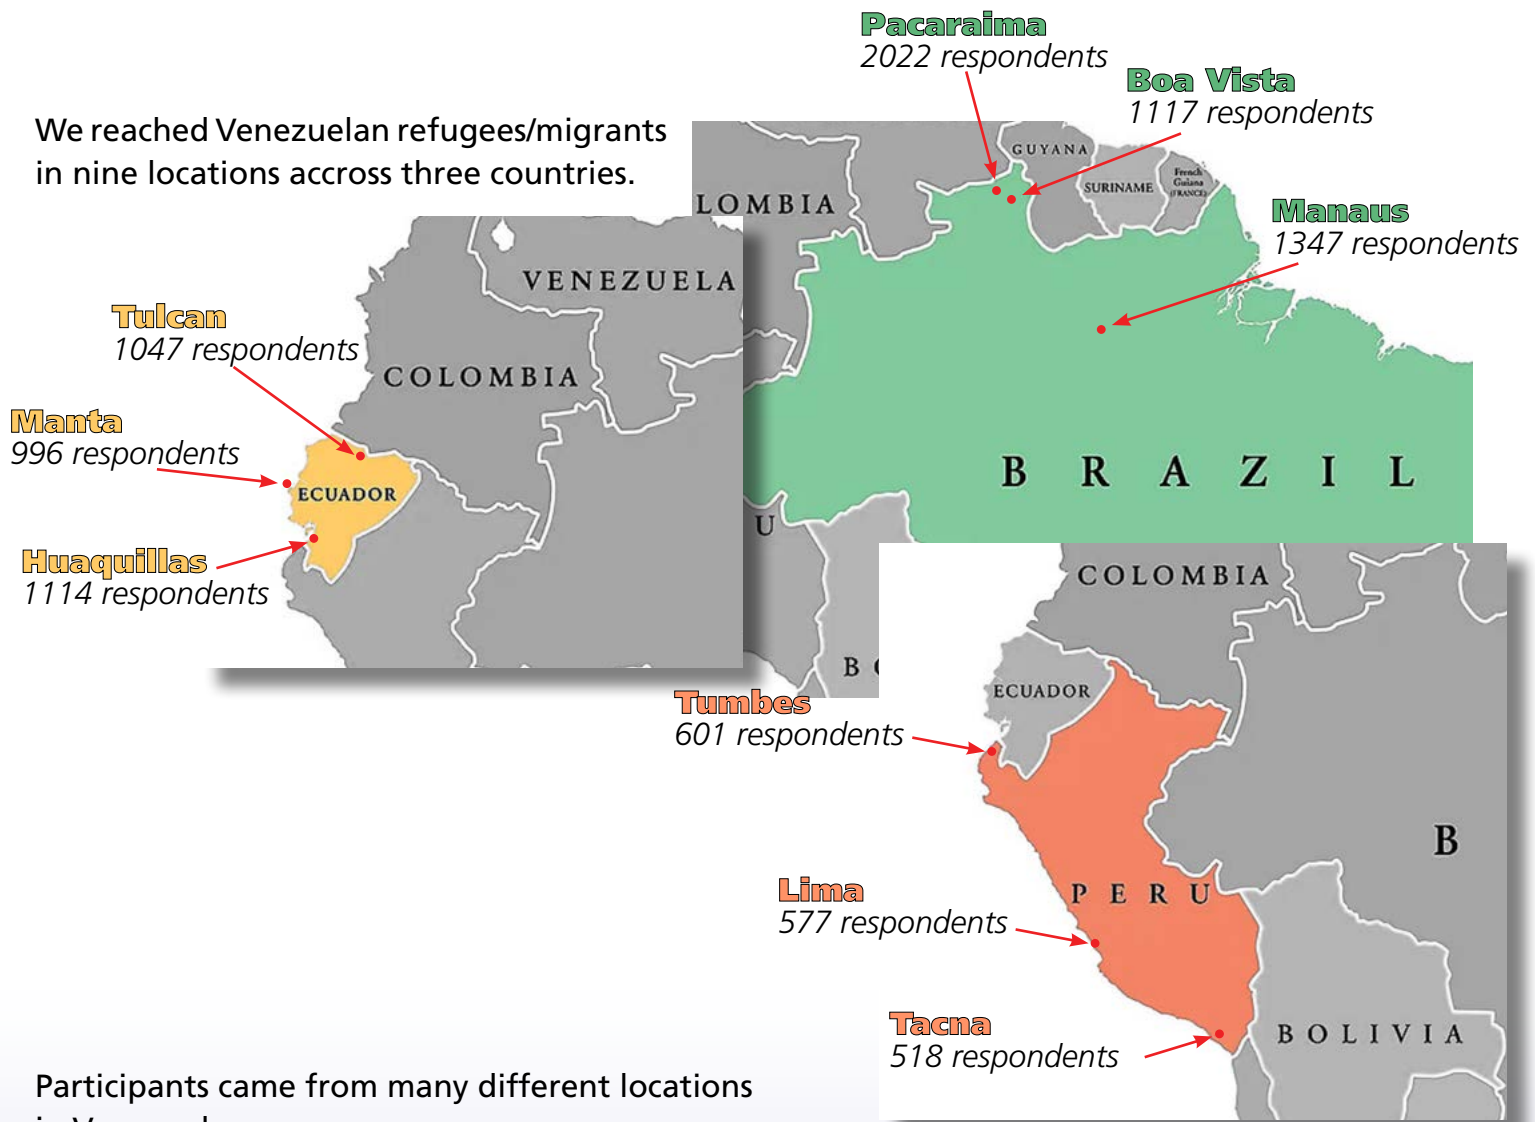 Pacaraima
2022 respondents
Boa Vista
1117 respondents
We reached Venezuelan refugees/migrants
in nine locations accross three countries.
GUYANA
SURINAME
French
Guiana
(FRANCE)
LOMBIA
Manaus
1347 respondents
VENEZUELA
Tulcan
1047 respondents
COLOMBIA
Manta
996 respondents
ECUADOR
BRAZIL
U
Huaquillas
1114 respondents
COLOMBIA
B
ECUADOR
Tumbes
601 respondents
B
Lima
577 respondents
PERU
Tacna
518 respondents
BOLIVIA
Participants came from many different locations